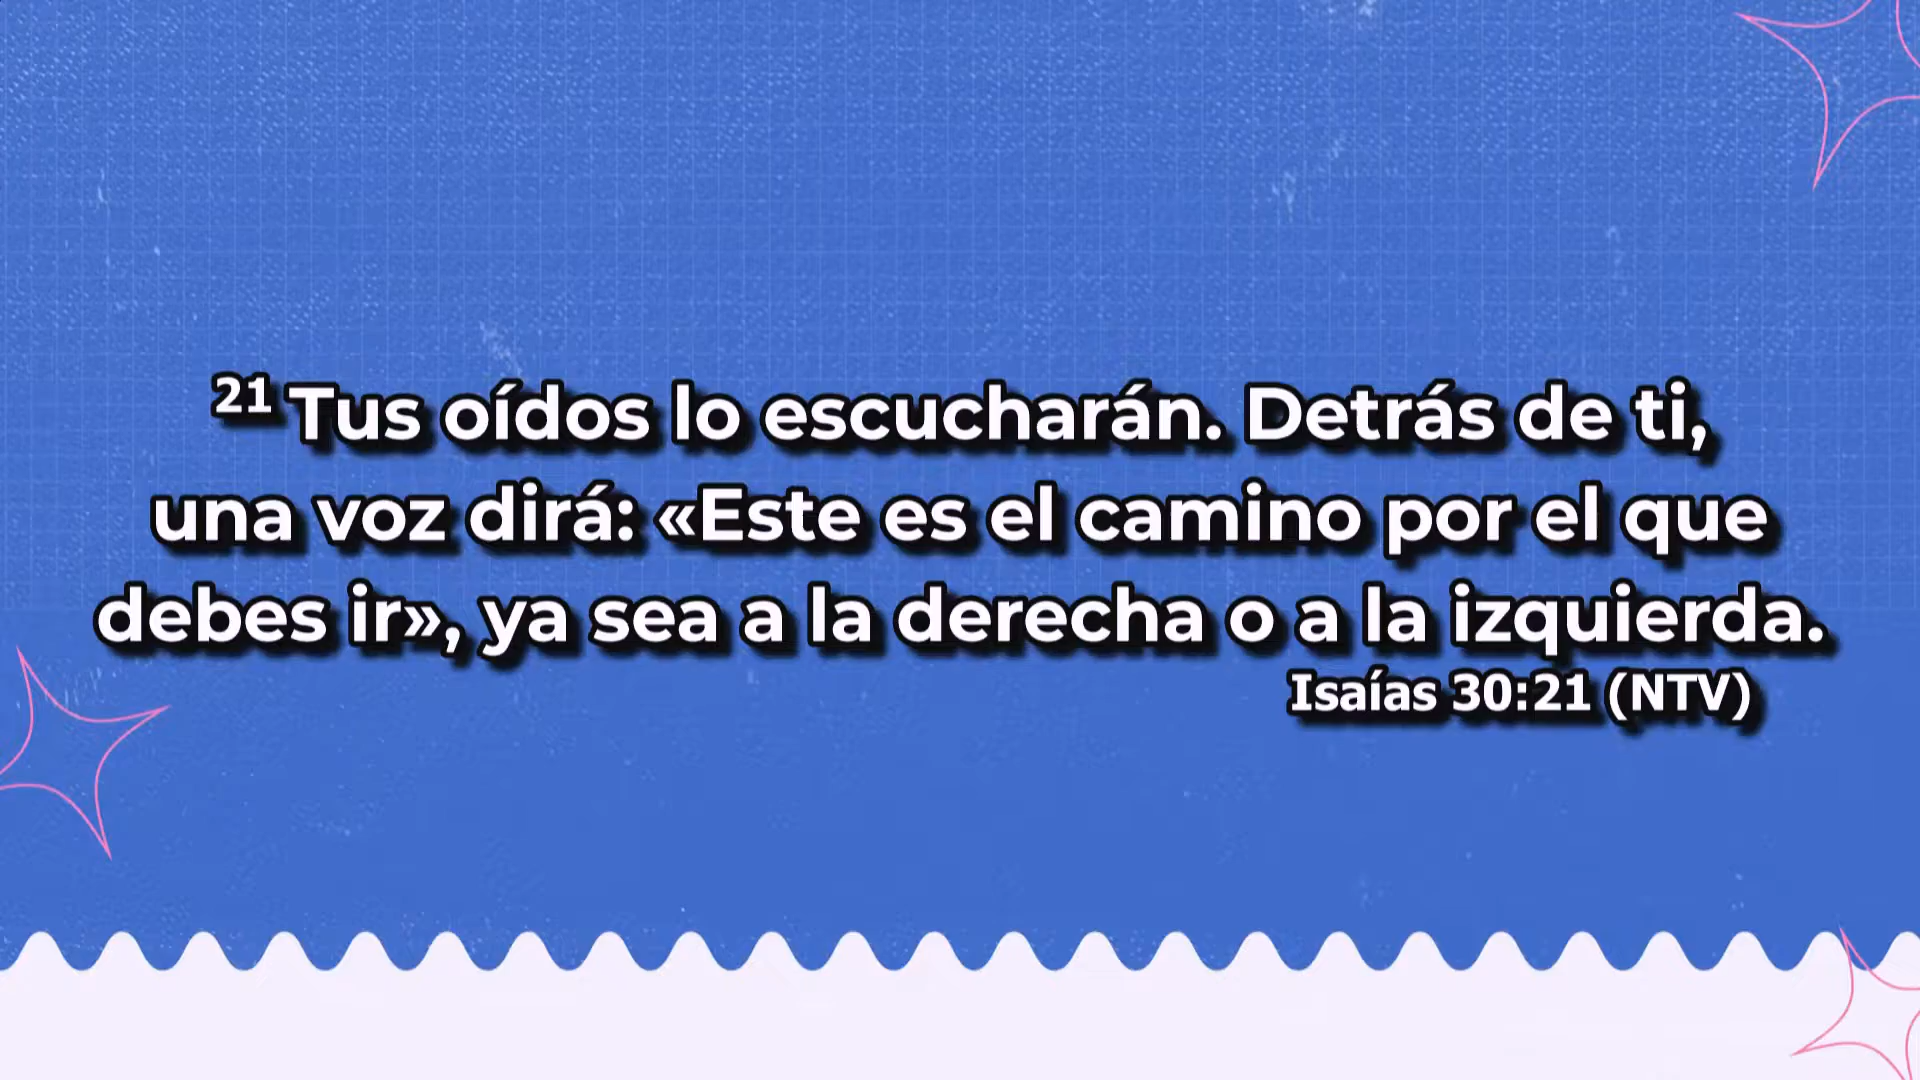 21 Tus oídos lo escucharán. Detrás de ti,
una voz dirá: «Este es el camino por el que
debes ir», ya sea a la derecha o a la izquierda.
Isaías 30:21 (NTV)